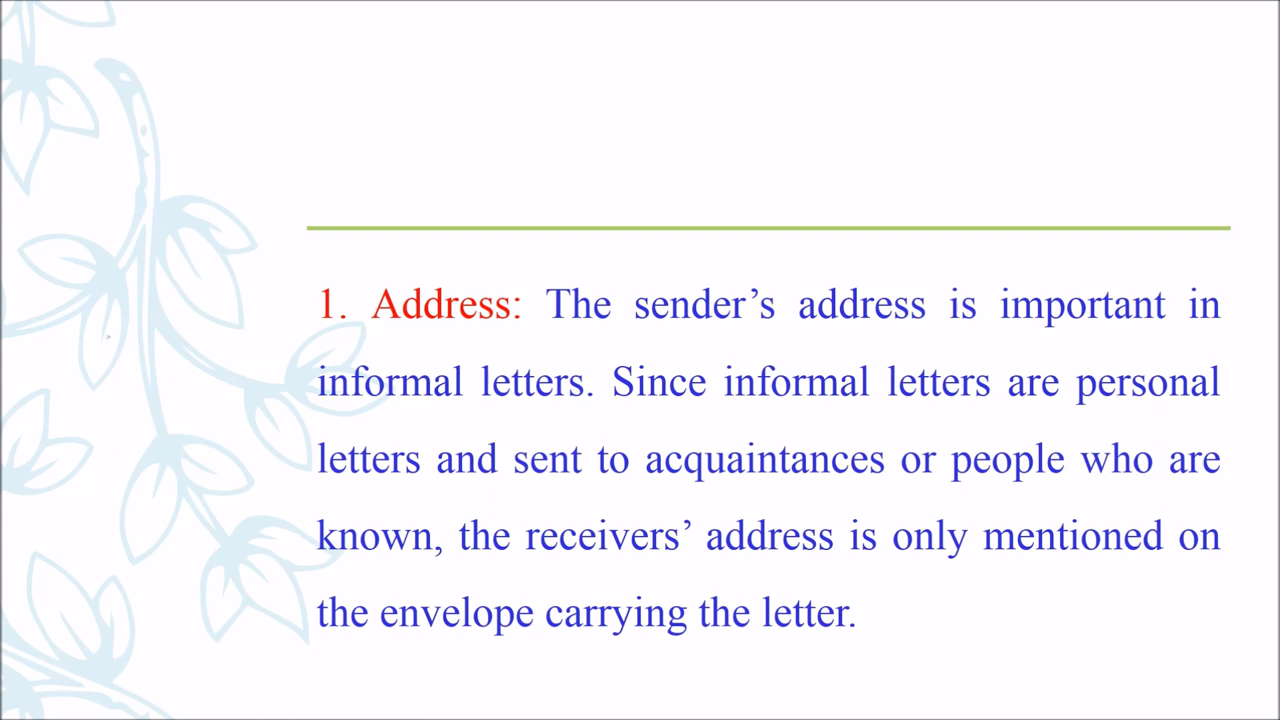 1. Address: The sender’s address is important in
informal letters. Since informal letters are personal
letters and sent to acquaintances or people who are
known, the receivers’ address is only mentioned on
the envelope carrying the letter.